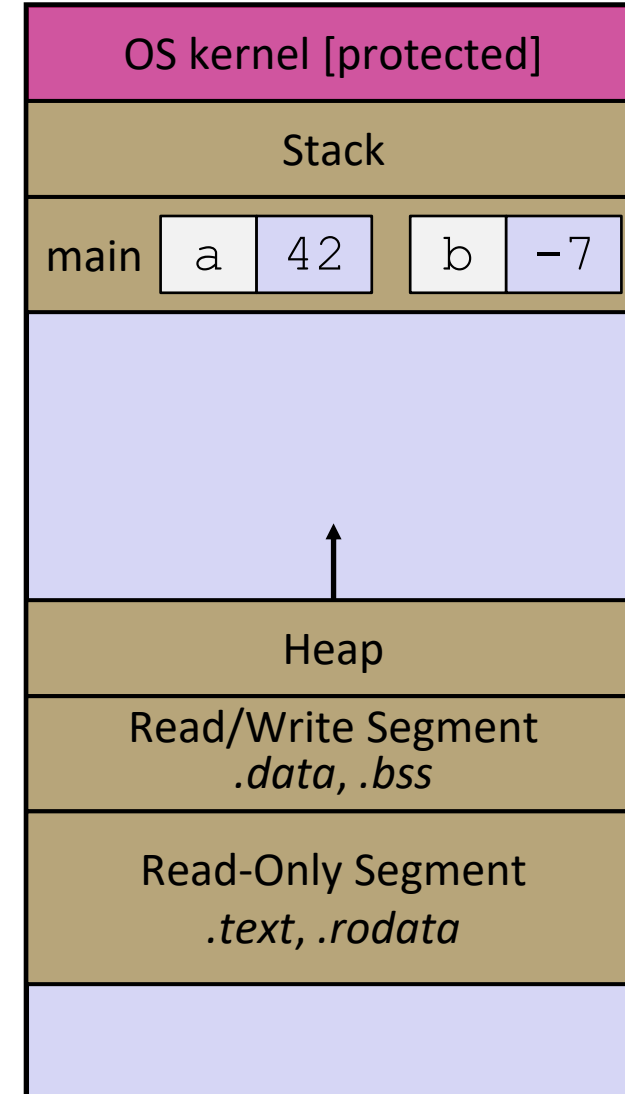 OS kernel [protected]
Stack
main a 42 b -7
Heap
Read/Write Segment
.data, .bss
Read-Only Segment
.text, .rodata